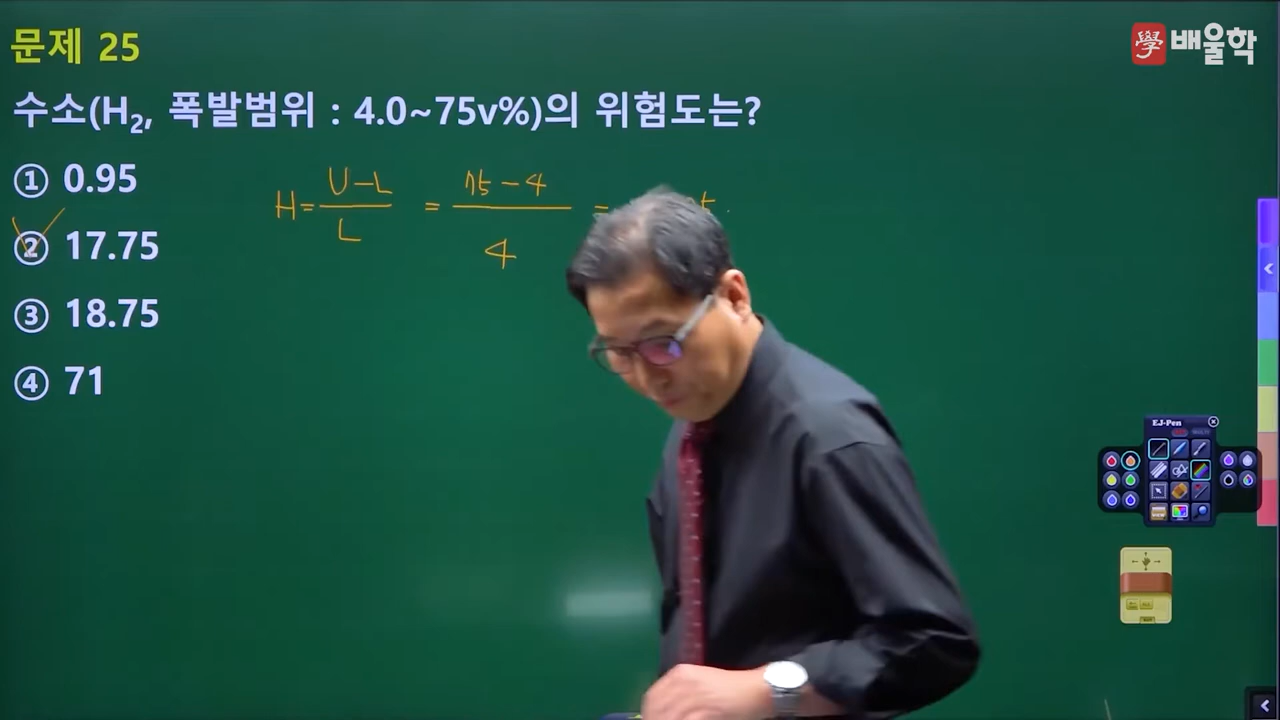 문제 25
學 배울학
수소(H₂, 폭발범위 : 4.0~75v%)의 위험도는?
① 0.95
② 17.75
③ 18.75
④ 71
H = U-L / L = 75-4 / 4 =
EJ-Pen